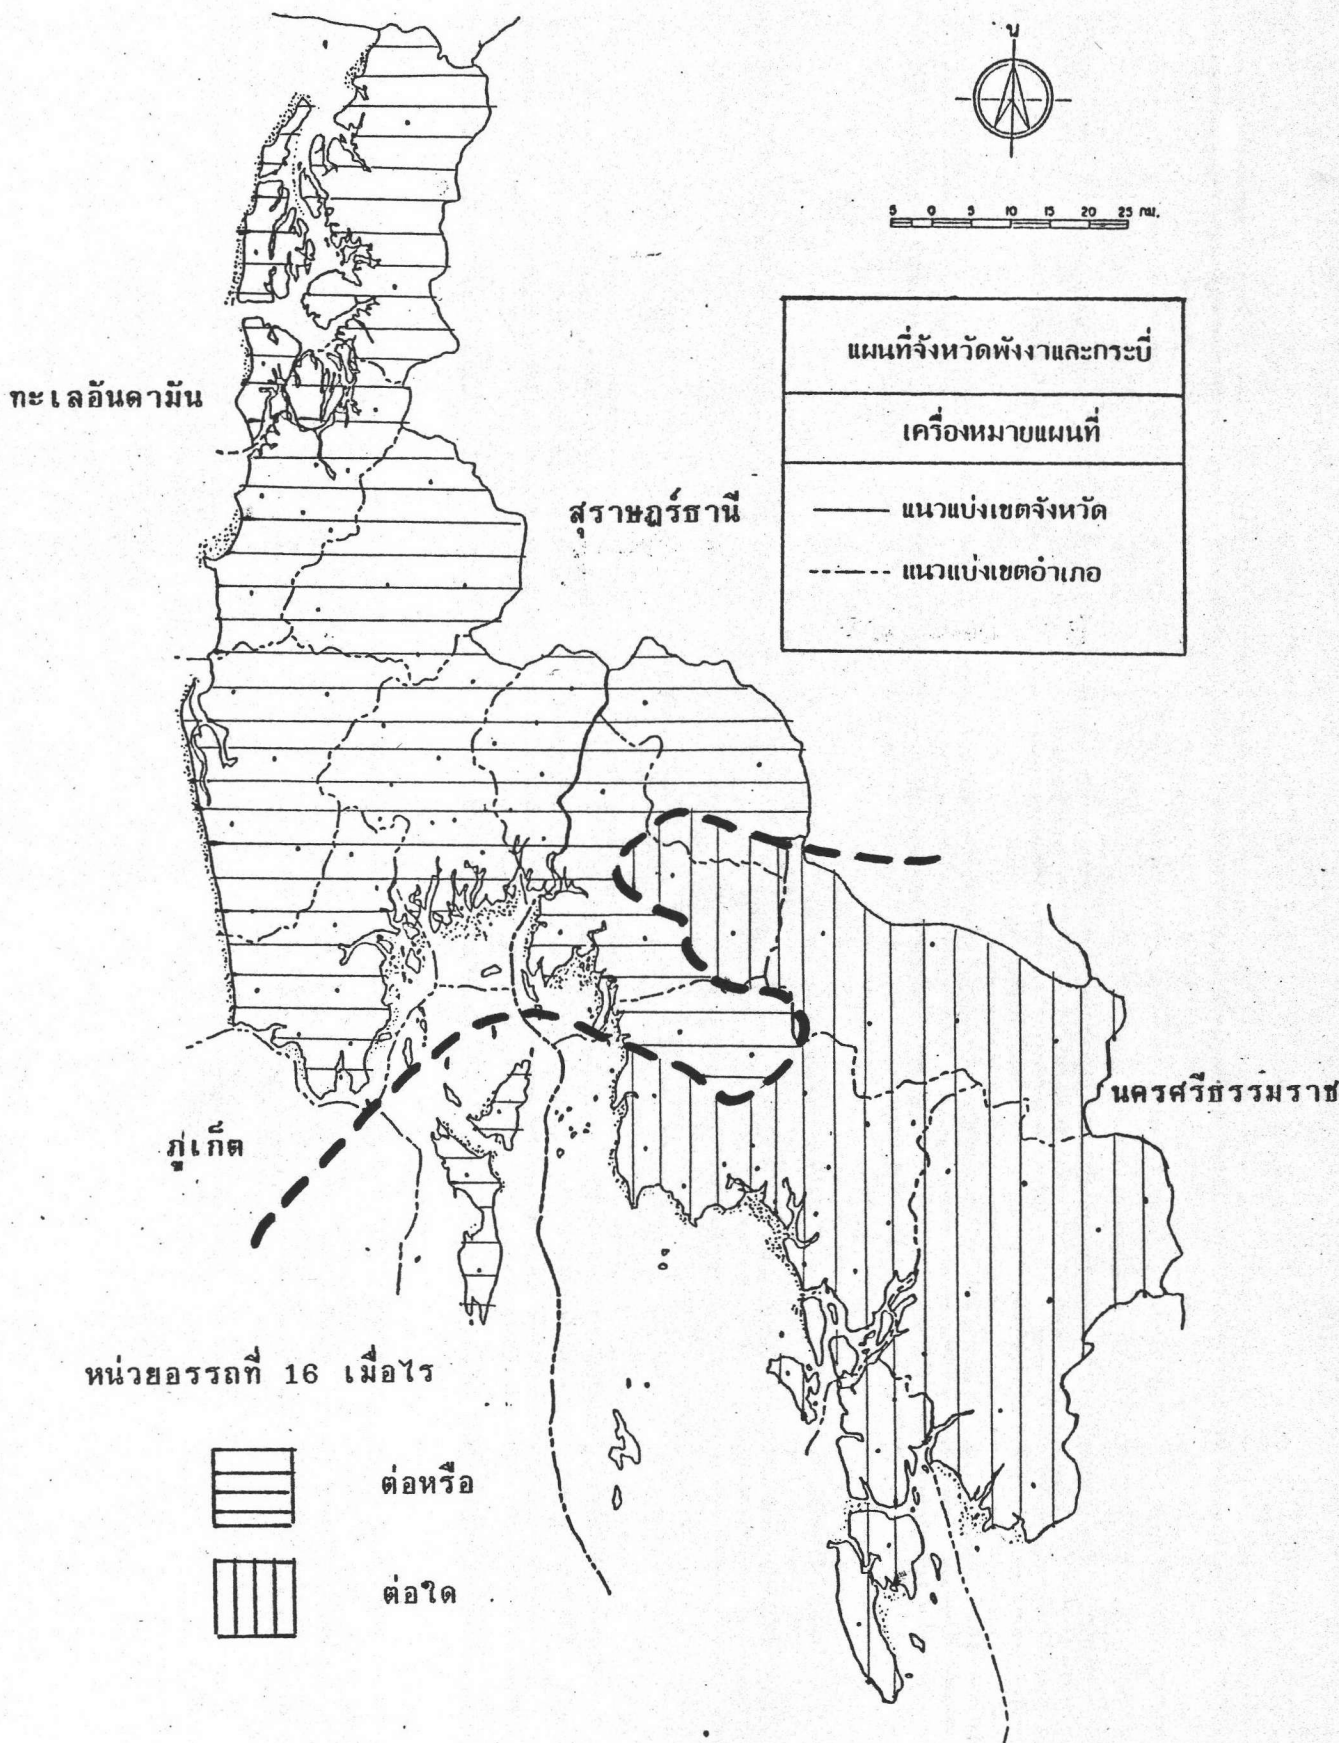 น
5 0 5 10 15 20 25 กม.
แผนที่จังหวัดพังงาและกระบี่
เครื่องหมายแผนที่
แนวแบ่งเขตจังหวัด
แนวแบ่งเขตอำเภอ
ทะเลอันดามัน
สุราษฎร์ธานี
นครศรีธรรมราช
ภูเก็ต
หน่วยอรรถที่ 16 เมื่อไร
ต่อหรือ
ต่อใด